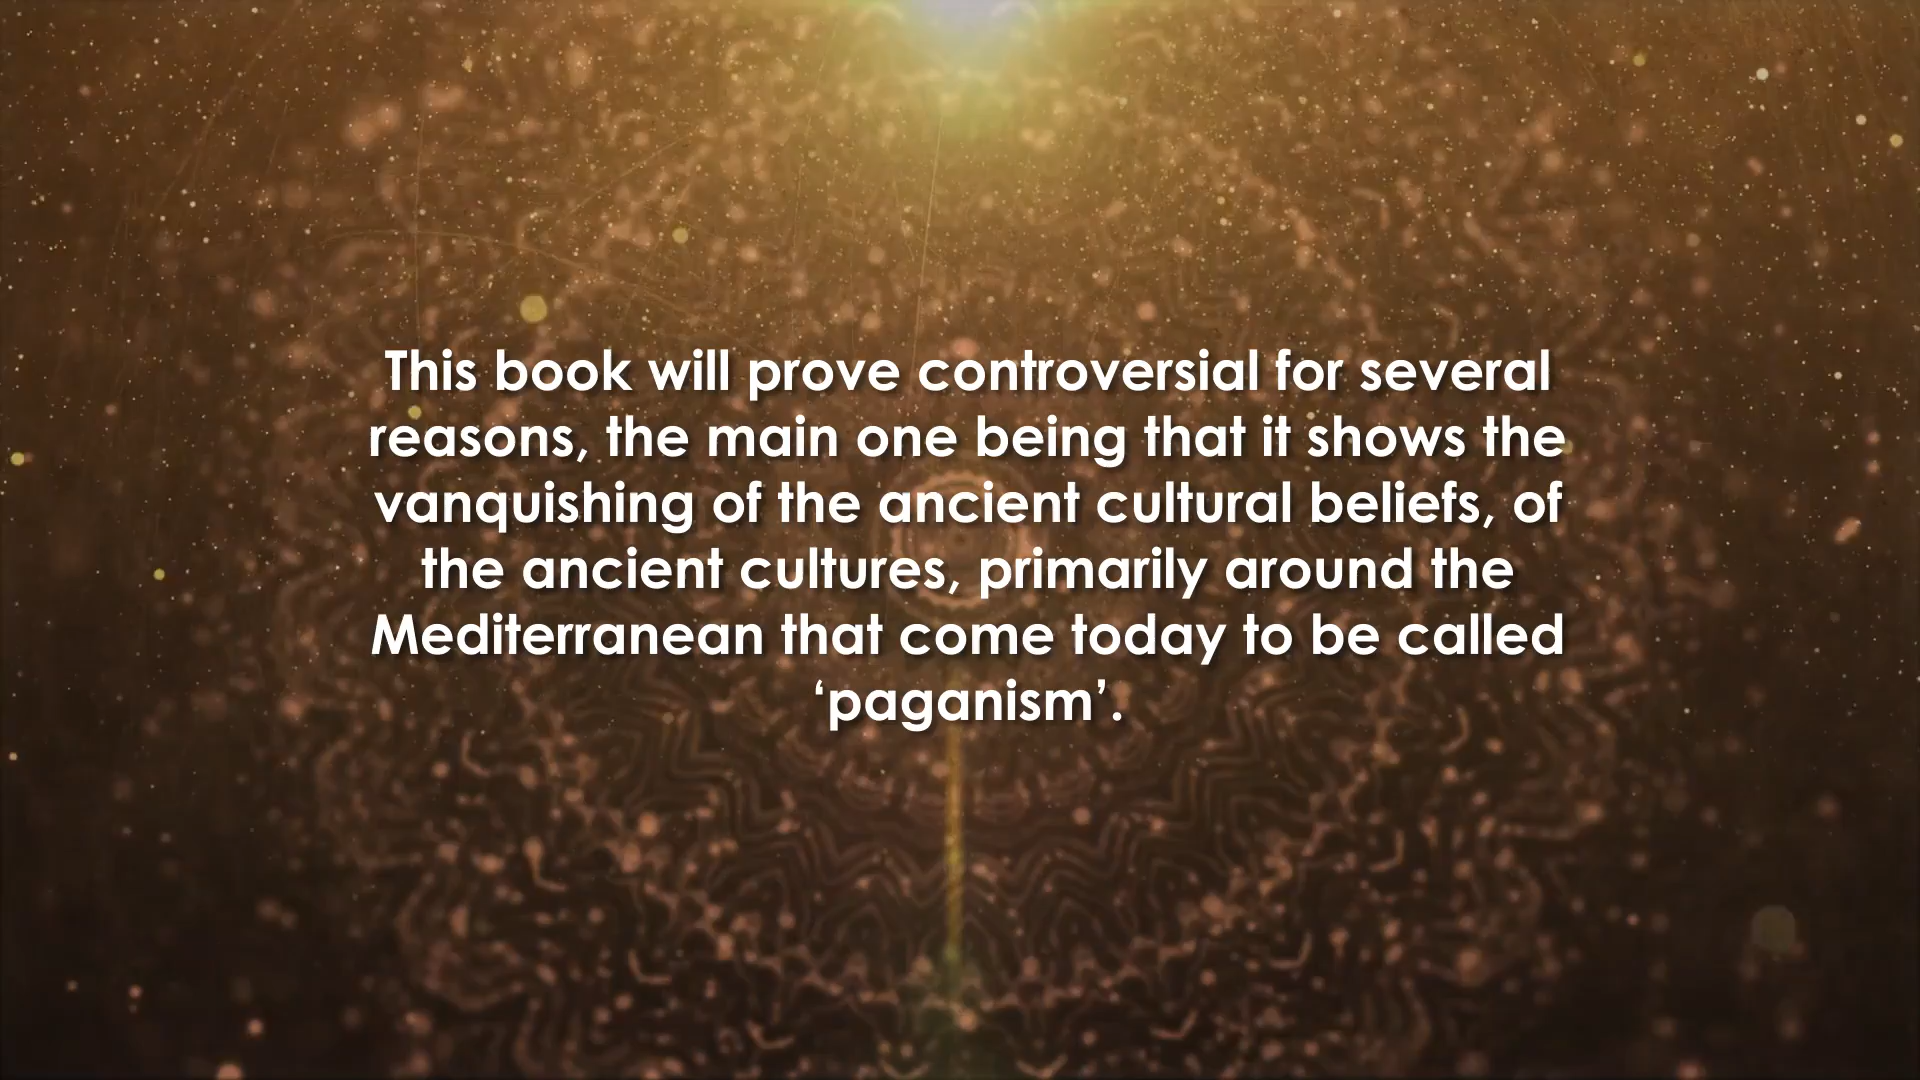 This book will prove controversial for several
reasons, the main one being that it shows the
vanquishing of the ancient cultural beliefs, of
the ancient cultures, primarily around the
Mediterranean that come today to be called
‘paganism’.